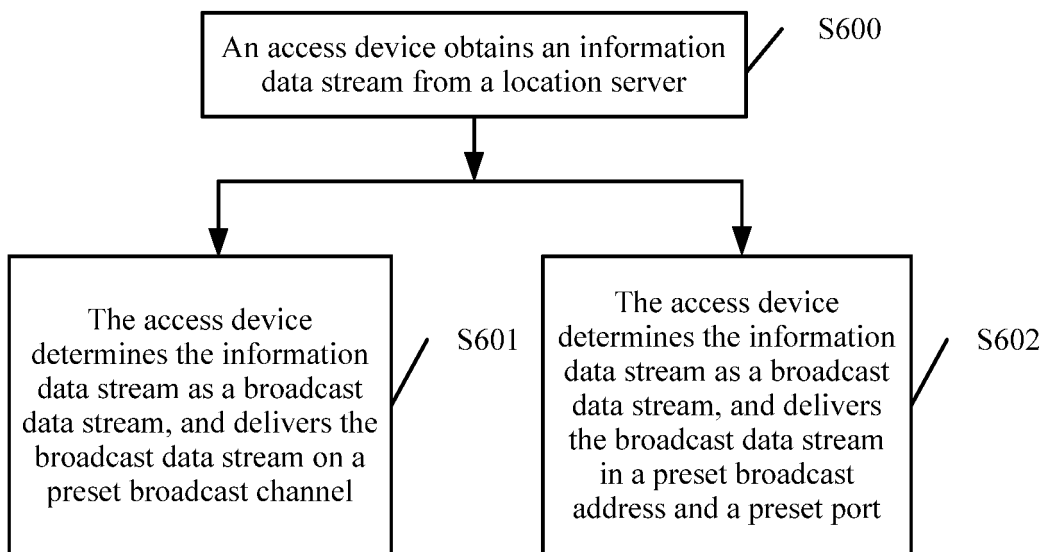 An access device obtains an information
data stream from a location server
S600
The access device
determines the information
data stream as a broadcast
data stream, and delivers the
broadcast data stream on a
preset broadcast channel
S601
The access device
determines the information
data stream as a broadcast
data stream, and delivers
the broadcast data stream
in a preset broadcast
address and a preset port
S602